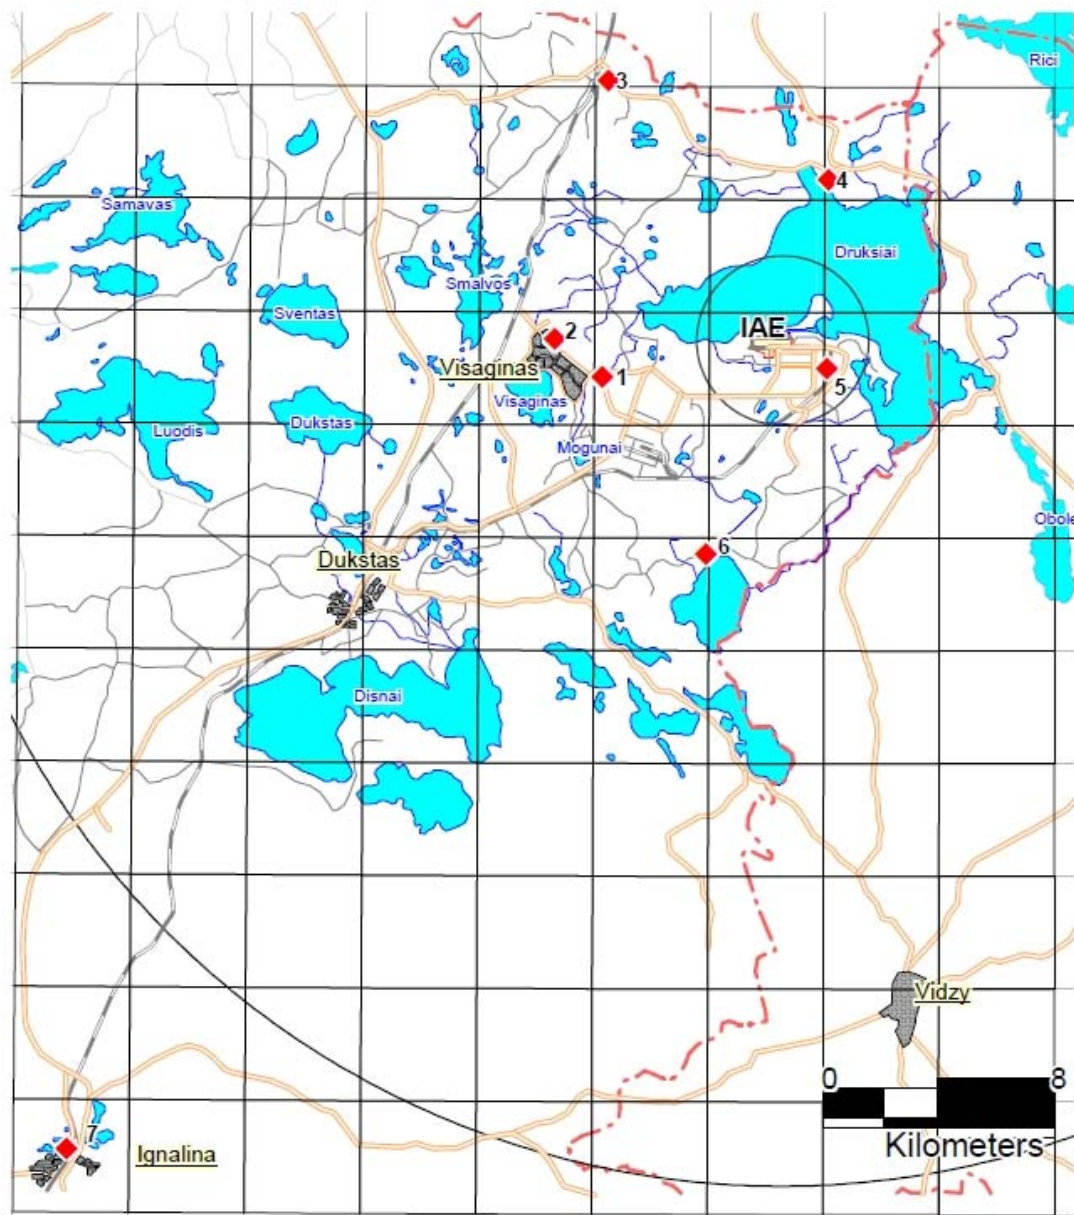 Rici
3
4
Samavas
Druksiai
Smalvos
Sventas
IAE
2
Visaginas
1
5
Visaginas
Dukstas
Luodis
Mogunai
Obole
6
Dukstas
Disnai
Vidzy
0 8
Kilometers
7
Ignalina